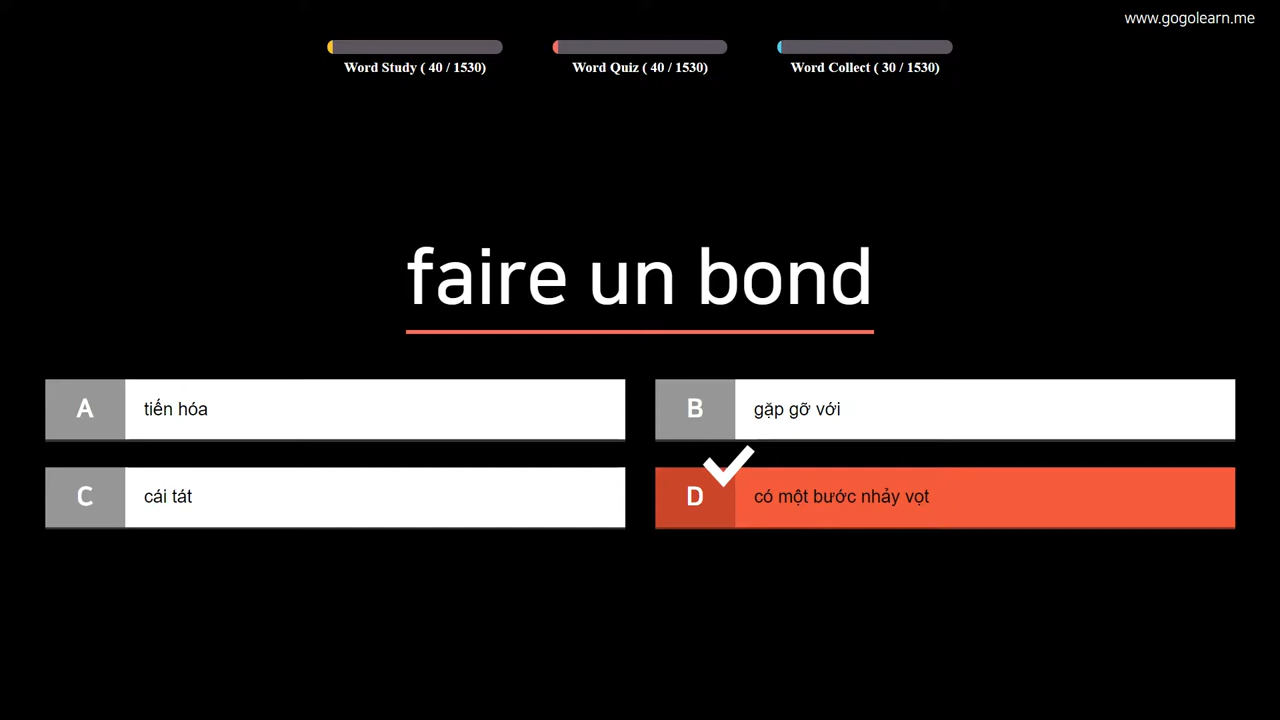 www.gogolearn.me
Word Study ( 40 / 1530)
Word Quiz ( 40 / 1530)
Word Collect ( 30 / 1530)
faire un bond
A tiến hóa
B gặp gỡ với
C cái tát
D có một bước nhảy vọt